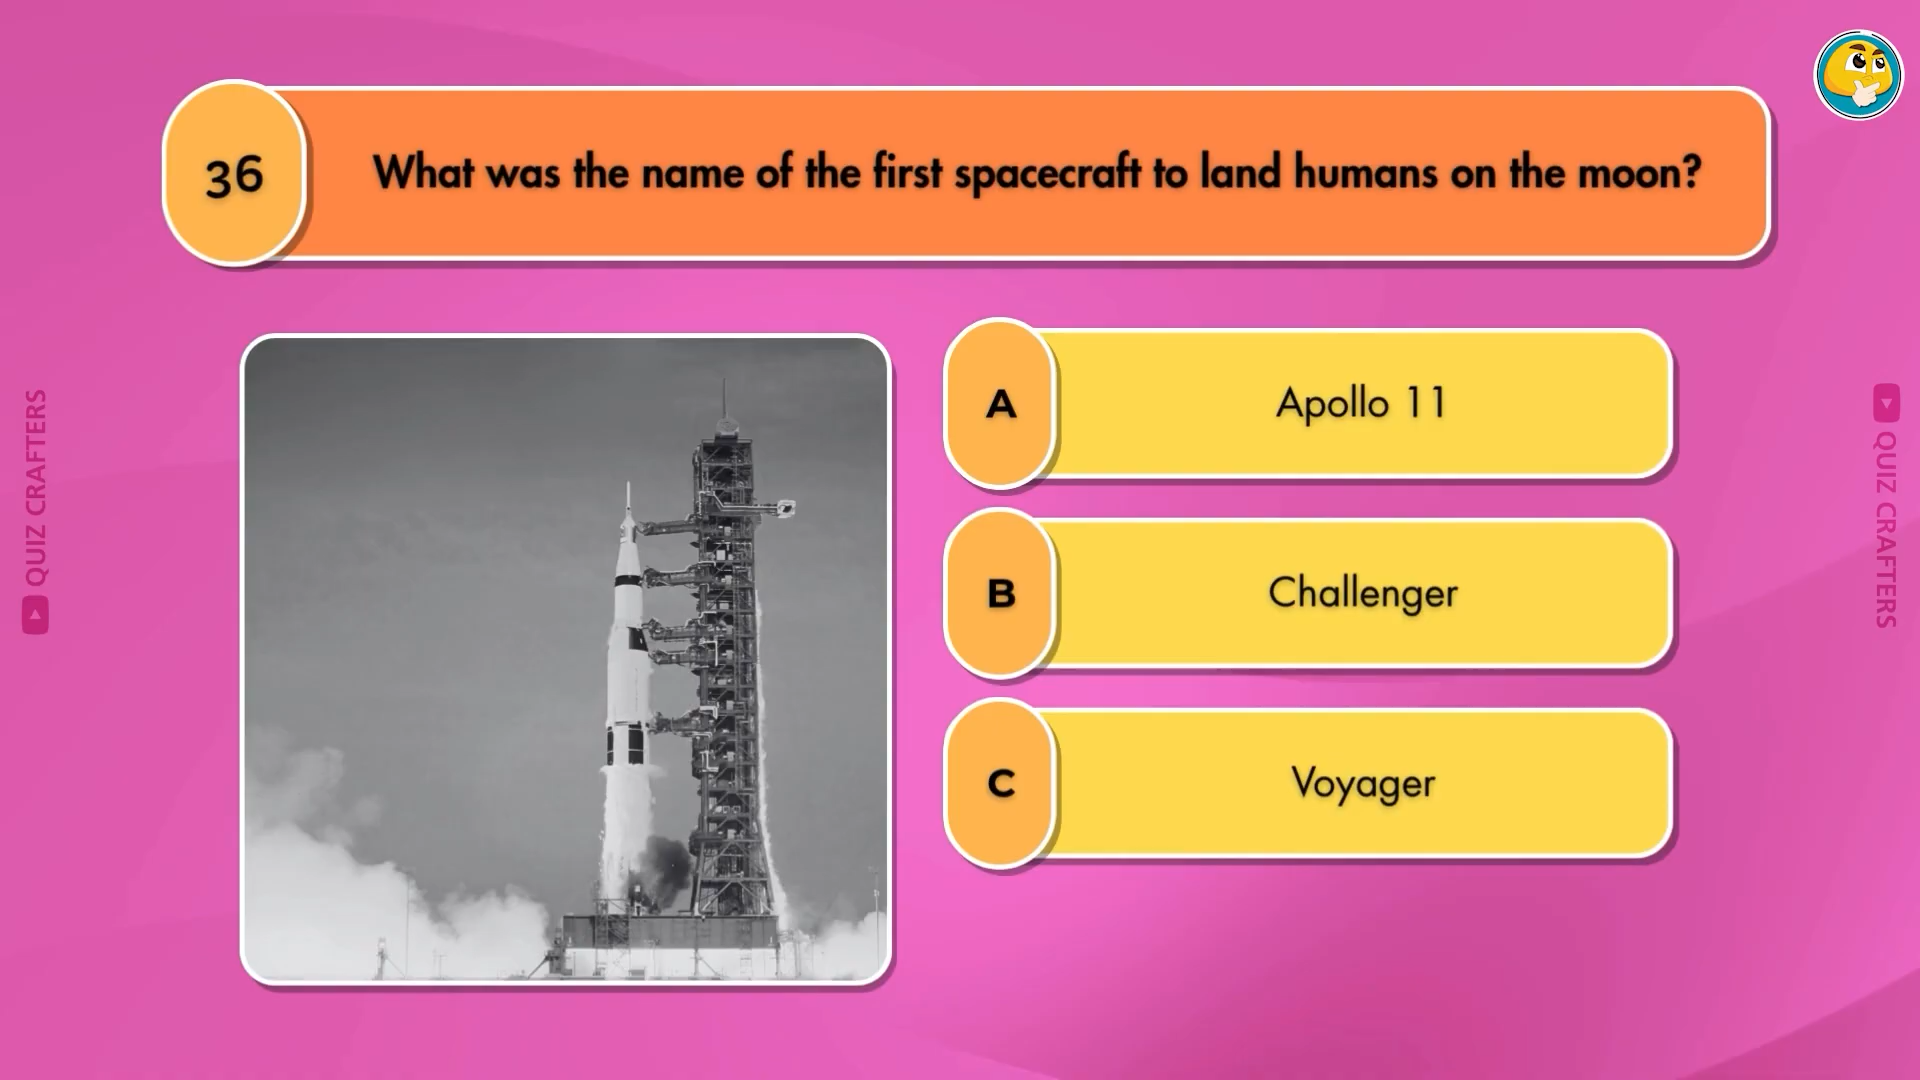 36
What was the name of the first spacecraft to land humans on the moon?
A
Apollo 11
B
Challenger
C
Voyager
QUIZ CRAFTERS
QUIZ CRAFTERS